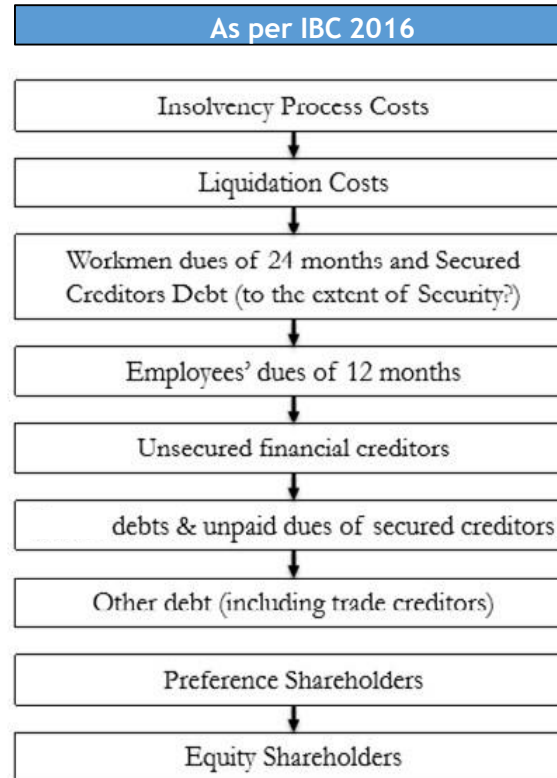 As per IBC 2016
Insolvency Process Costs
Liquidation Costs
Workmen dues of 24 months and Secured
Creditors Debt (to the extent of Security?)
Employees' dues of 12 months
Unsecured financial creditors
debts & unpaid dues of secured creditors
Other debt (including trade creditors)
Preference Shareholders
Equity Shareholders